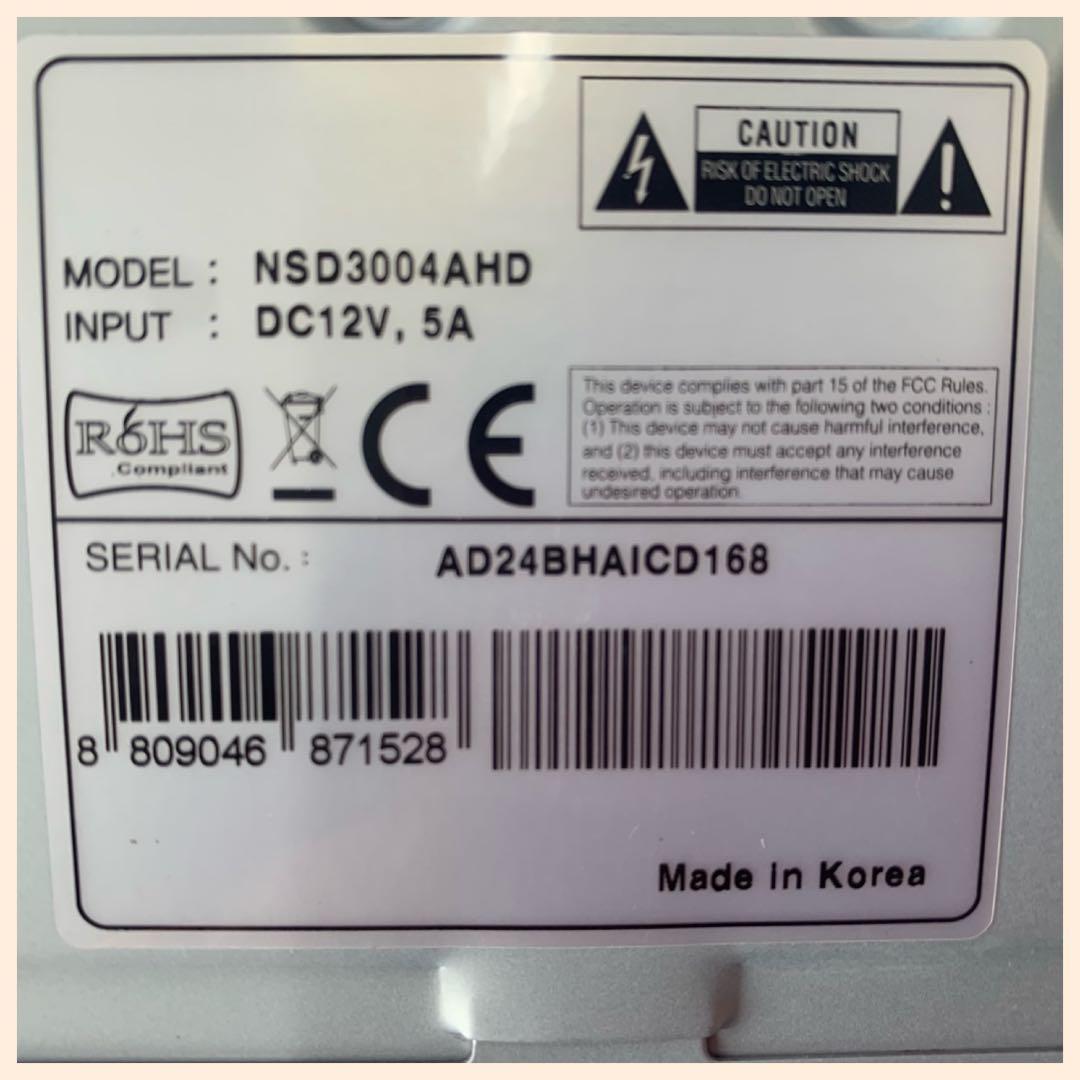 CAUTION
RISK OF ELECTRIC SHOCK
DO NOT OPEN
MODEL : NSD3004AHD
INPUT : DC12V, 5A
RoHS
Compliant
CE
This device complies with part 15 of the FCC Rules.
Operation is subject to the following two conditions :
(1) This device may not cause harmful interference,
and (2) this device must accept any interference
received, including interference that may cause
undesired operation.
SERIAL No. : AD24BHAICD168
8 809046 871528
Made in Korea